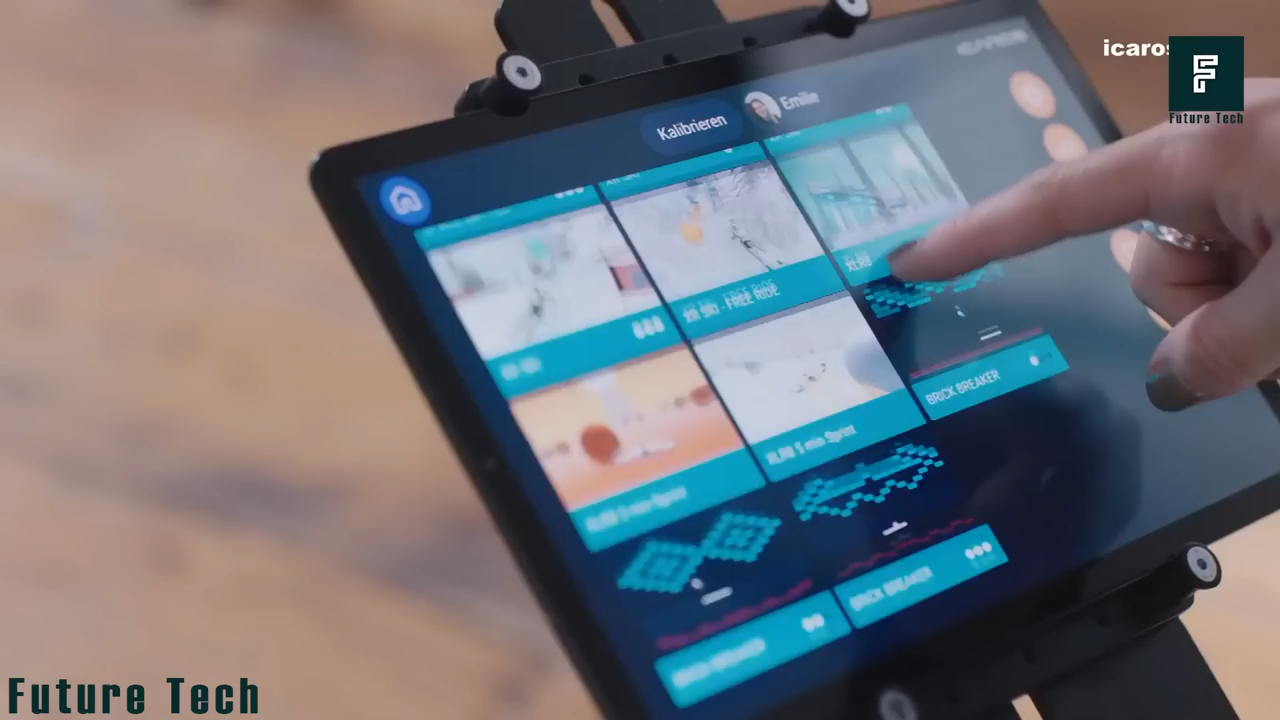 icaros
Future Tech
Kalibrieren
Emilie
XR SKI - FREE RIDE
XLR8
XLR8 5 min Sprint
BRICK BREAKER
BRICK BREAKER
Future Tech